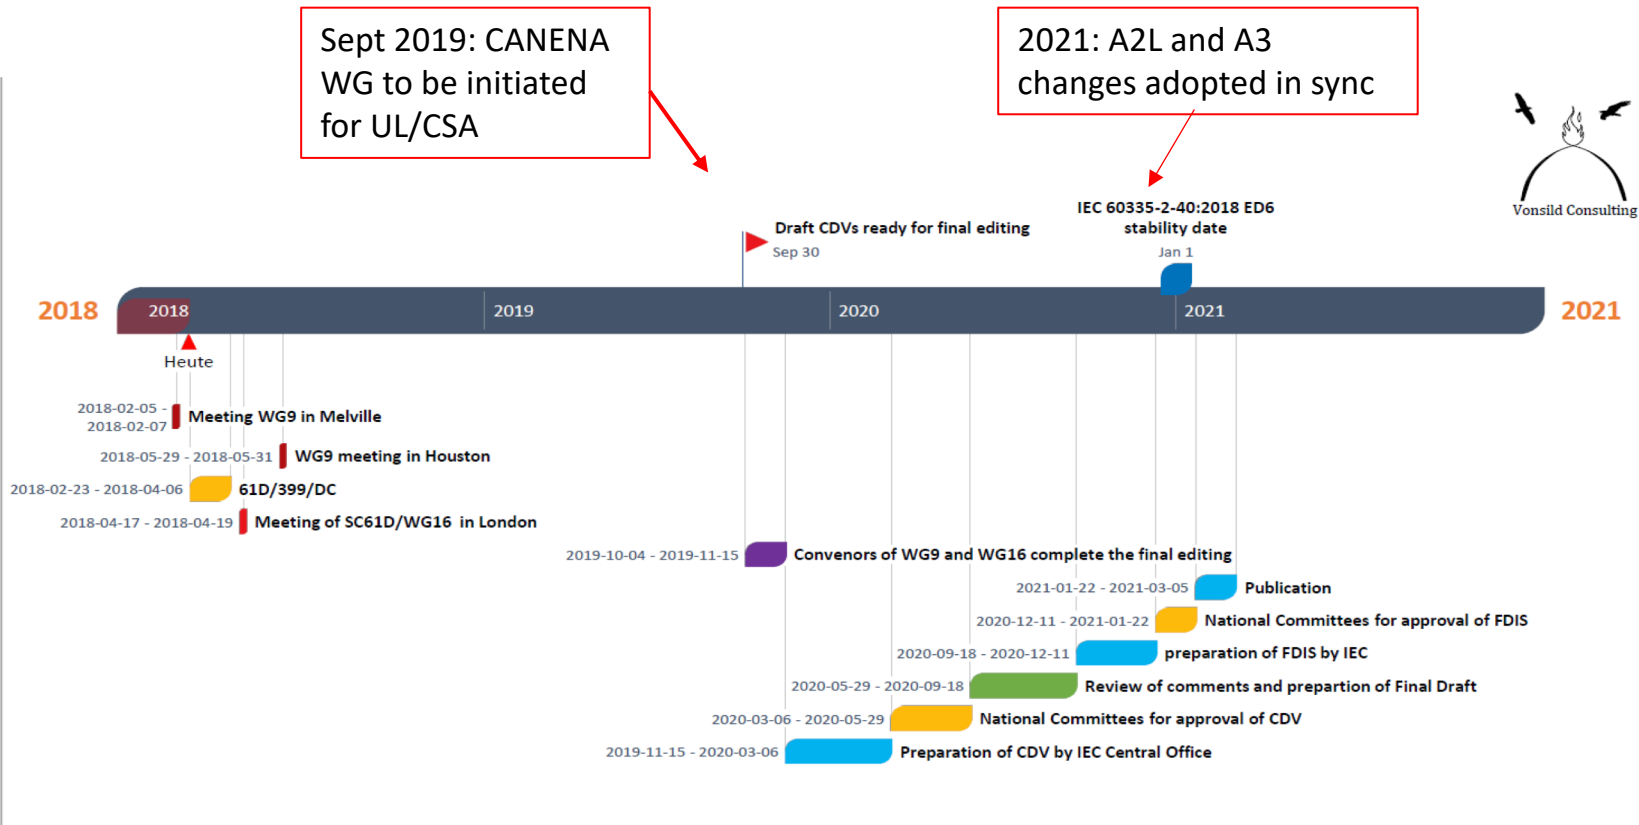 Sept 2019: CANENA
WG to be initiated
for UL/CSA
2021: A2L and A3
changes adopted in sync
Vonsild Consulting
IEC 60335-2-40:2018 ED6
stability date
Jan 1
Draft CDVs ready for final editing
Sep 30
2018
2018
2019
2020
2021
2021
Heute
2018-02-05 -
2018-02-07
Meeting WG9 in Melville
2018-05-29 - 2018-05-31 WG9 meeting in Houston
2018-02-23 - 2018-04-06 61D/399/DC
2018-04-17 - 2018-04-19 Meeting of SC61D/WG16 in London
2019-10-04 - 2019-11-15 Convenors of WG9 and WG16 complete the final editing
2021-01-22 - 2021-03-05 Publication
2020-12-11 - 2021-01-22 National Committees for approval of FDIS
2020-09-18 - 2020-12-11 preparation of FDIS by IEC
2020-05-29 - 2020-09-18 Review of comments and prepartion of Final Draft
2020-03-06 - 2020-05-29 National Committees for approval of CDV
2019-11-15 - 2020-03-06 Preparation of CDV by IEC Central Office